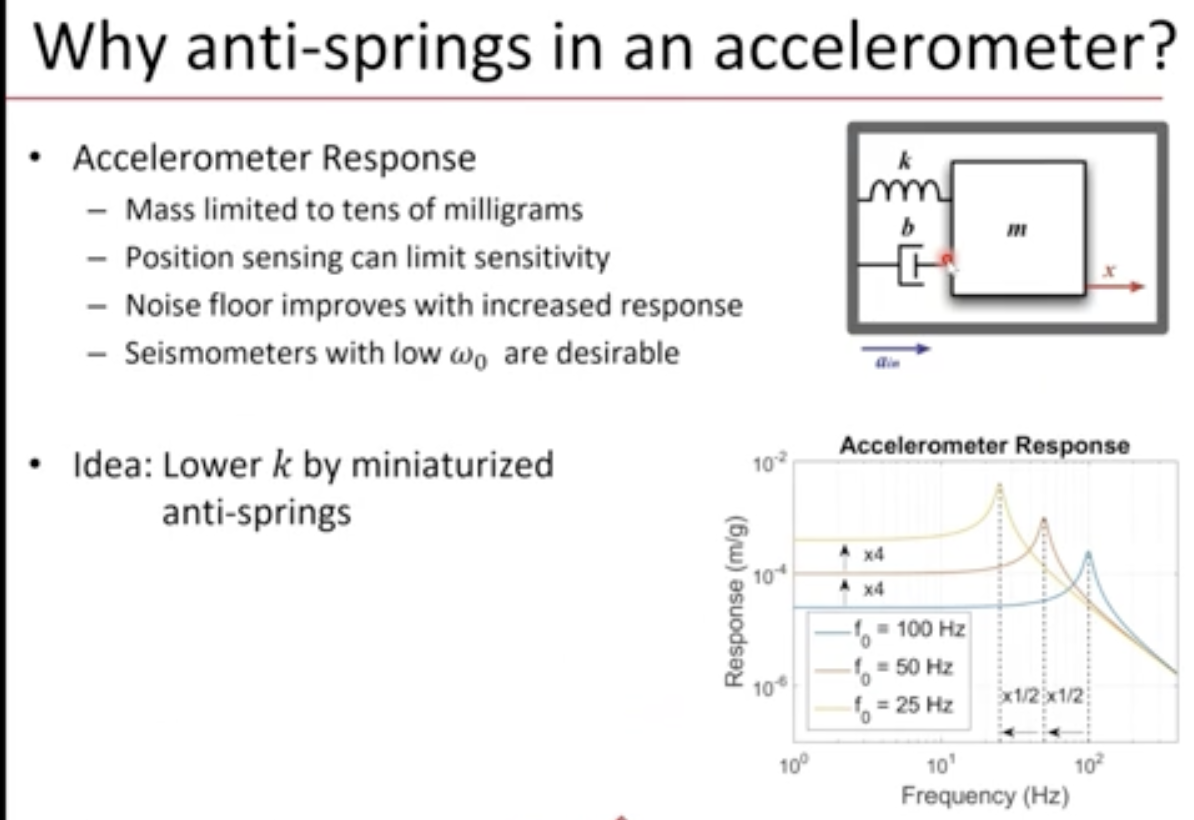 Why anti-springs in an accelerometer?
• Accelerometer Response
– Mass limited to tens of milligrams
– Position sensing can limit sensitivity
– Noise floor improves with increased response
– Seismometers with low ω₀ are desirable
• Idea: Lower k by miniaturized
anti-springs
k
b
m
x
aᵢₙ
Accelerometer Response
Response (m/g)
10⁻²
10⁻⁴
10⁻⁶
x4
x4
f₀ = 100 Hz
f₀ = 50 Hz
f₀ = 25 Hz
x1/2 x1/2
10⁰ 10¹ 10²
Frequency (Hz)